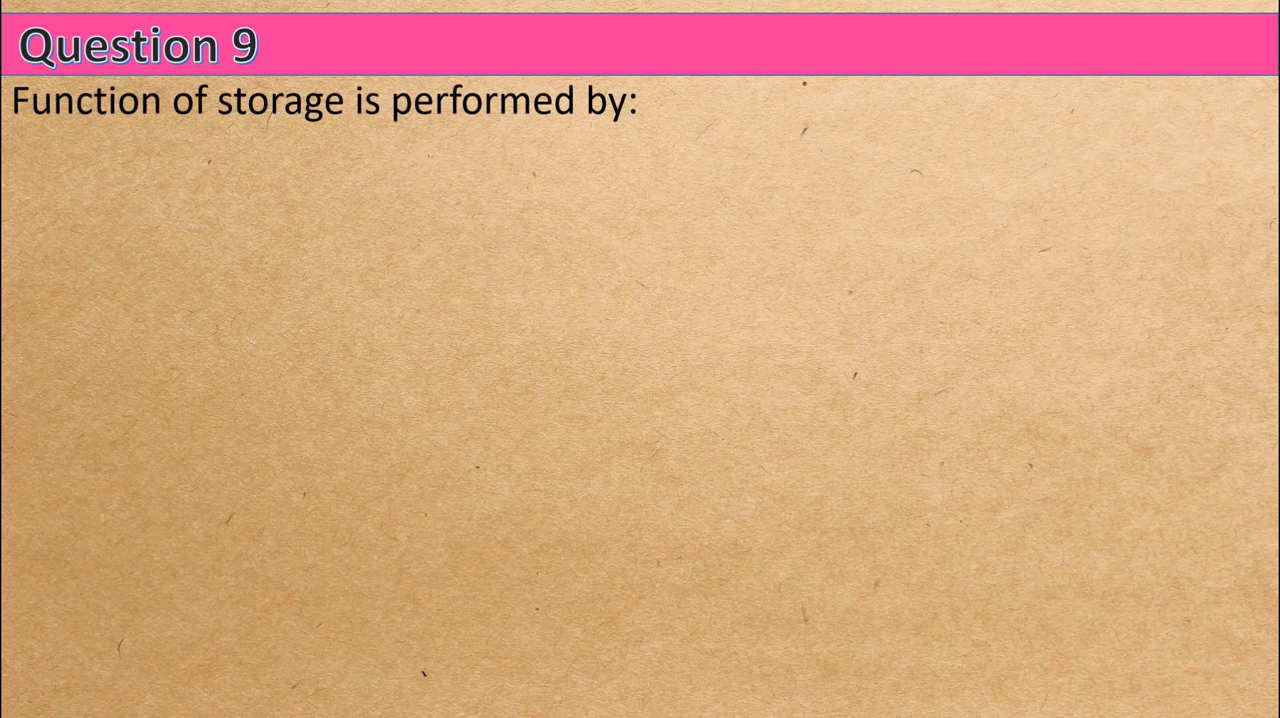 Question 9
Function of storage is performed by: